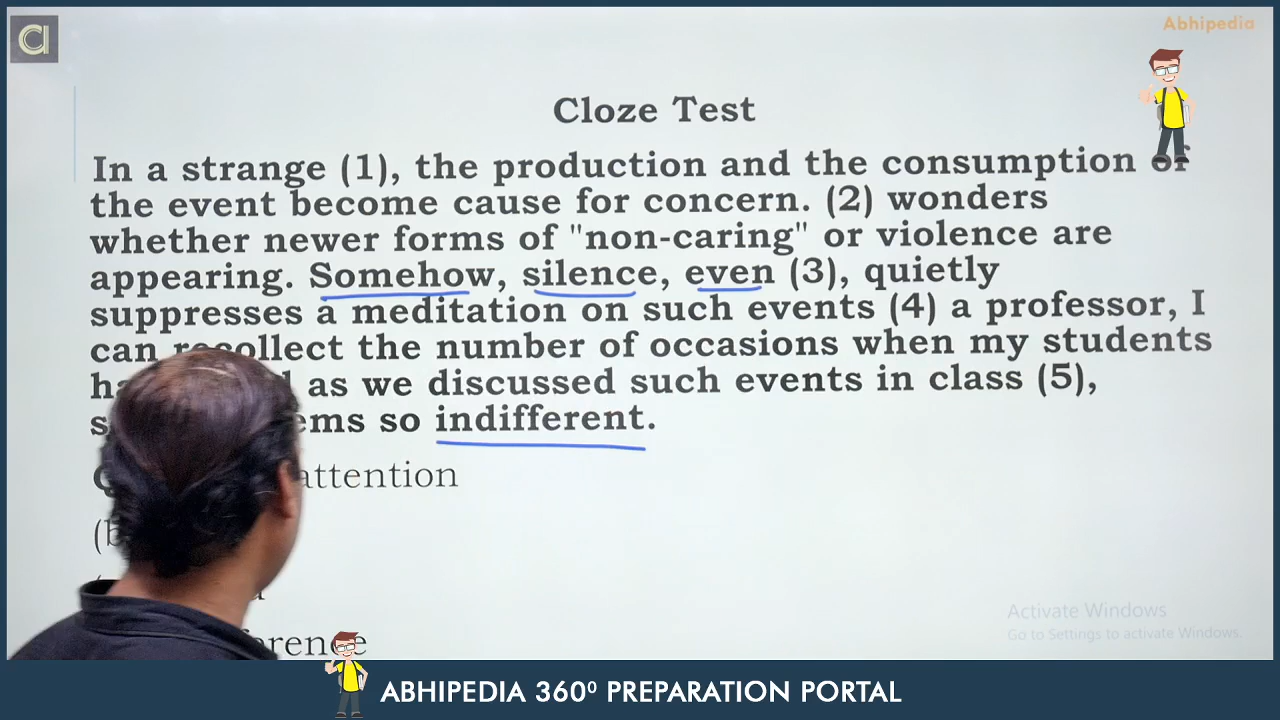 Abhipedia
Cloze Test
In a strange (1), the production and the consumption of
the event become cause for concern. (2) wonders
whether newer forms of "non-caring" or violence are
appearing. Somehow, silence, even (3), quietly
suppresses a meditation on such events (4) a professor, I
can recollect the number of occasions when my students
as we discussed such events in class (5),
so indifferent.
attention
Activate Windows
Go to Settings to activate Windows.
ABHIPEDIA 360º PREPARATION PORTAL